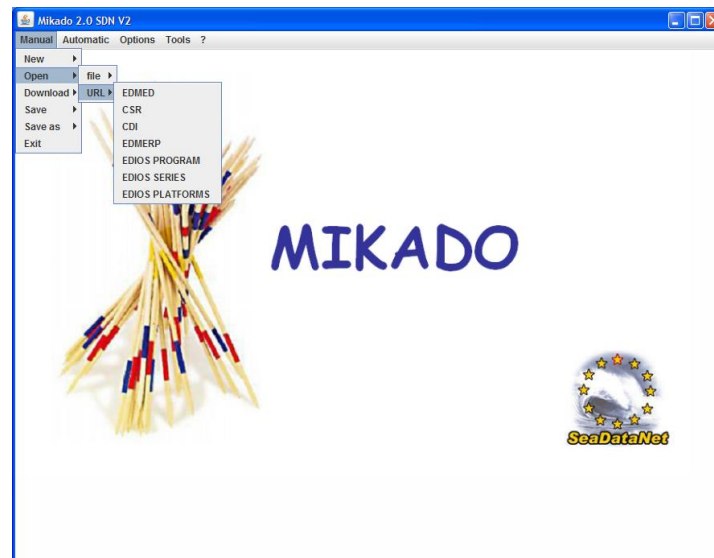 Mikado 2.0 SDN V2
Manual Automatic Options Tools ?
New
Open
Download
Save
Save as
Exit
file
URL
EDMED
CSR
CDI
EDMERP
EDIOS PROGRAM
EDIOS SERIES
EDIOS PLATFORMS
MIKADO
SeaDataNet